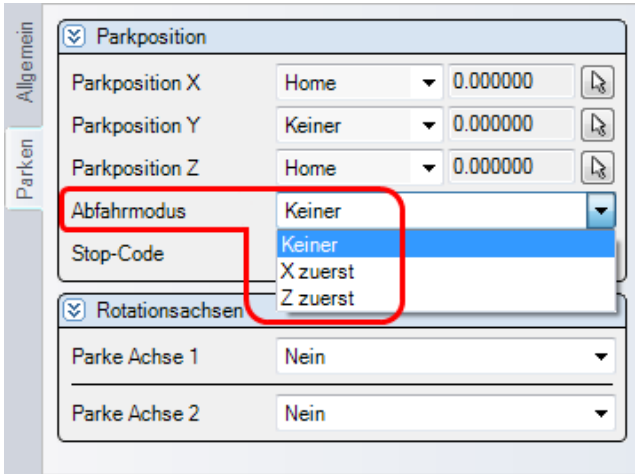 Allgemein
Parken
Parkposition
Parkposition X Home 0.000000
Parkposition Y Keiner 0.000000
Parkposition Z Home 0.000000
Abfahrmodus Keiner
Keiner
Stop-Code
X zuerst
Z zuerst
Rotationsachsen
Parke Achse 1 Nein
Parke Achse 2 Nein